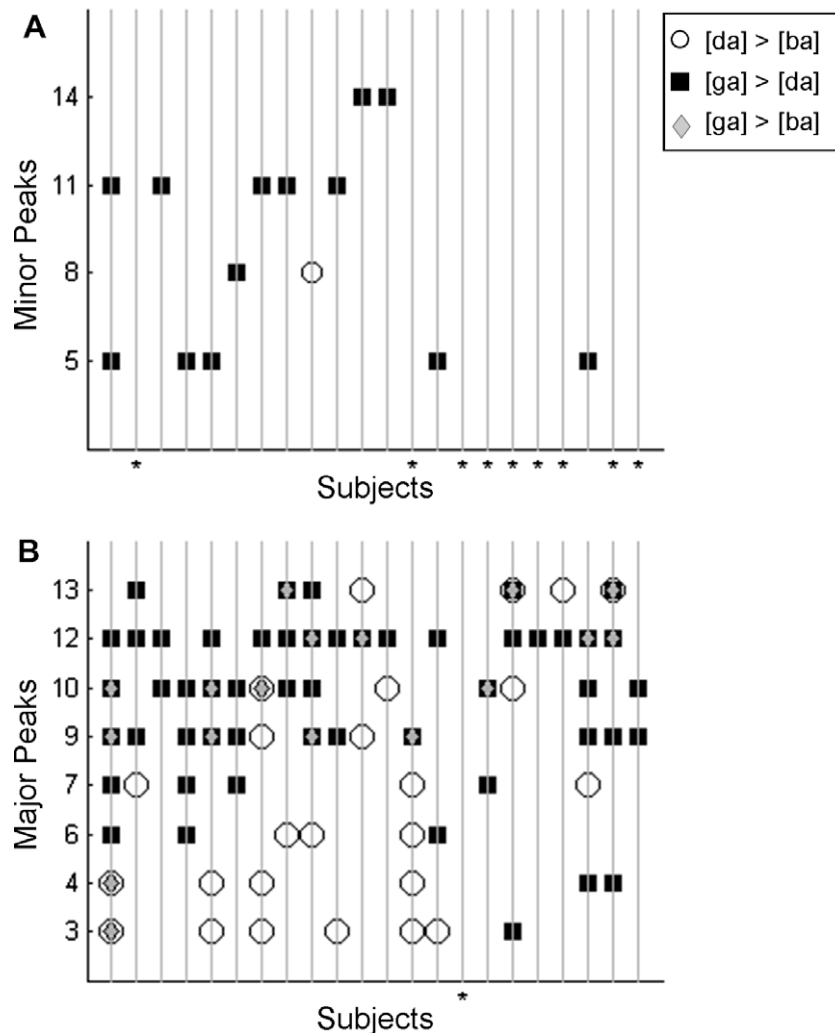 A
[da] > [ba]
[ga] > [da]
[ga] > [ba]
Minor Peaks
14
11
8
5
* * * * * * * * *
Subjects
B
Major Peaks
13
12
10
9
7
6
4
3
*
Subjects